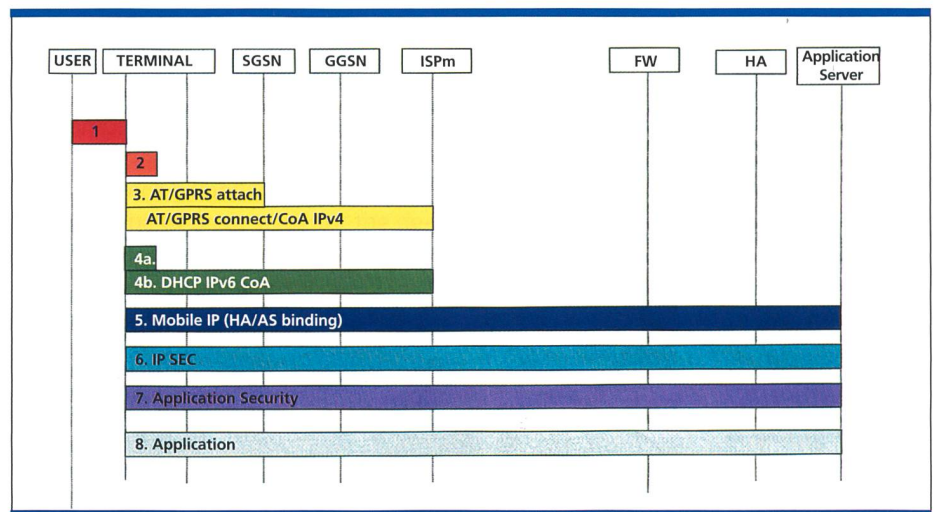 USER
TERMINAL
SGSN
GGSN
ISPm
FW
HA
Application
Server
1
2
3. AT/GPRS attach
AT/GPRS connect/CoA IPv4
4a.
4b. DHCP IPv6 CoA
5. Mobile IP (HA/AS binding)
6. IP SEC
7. Application Security
8. Application